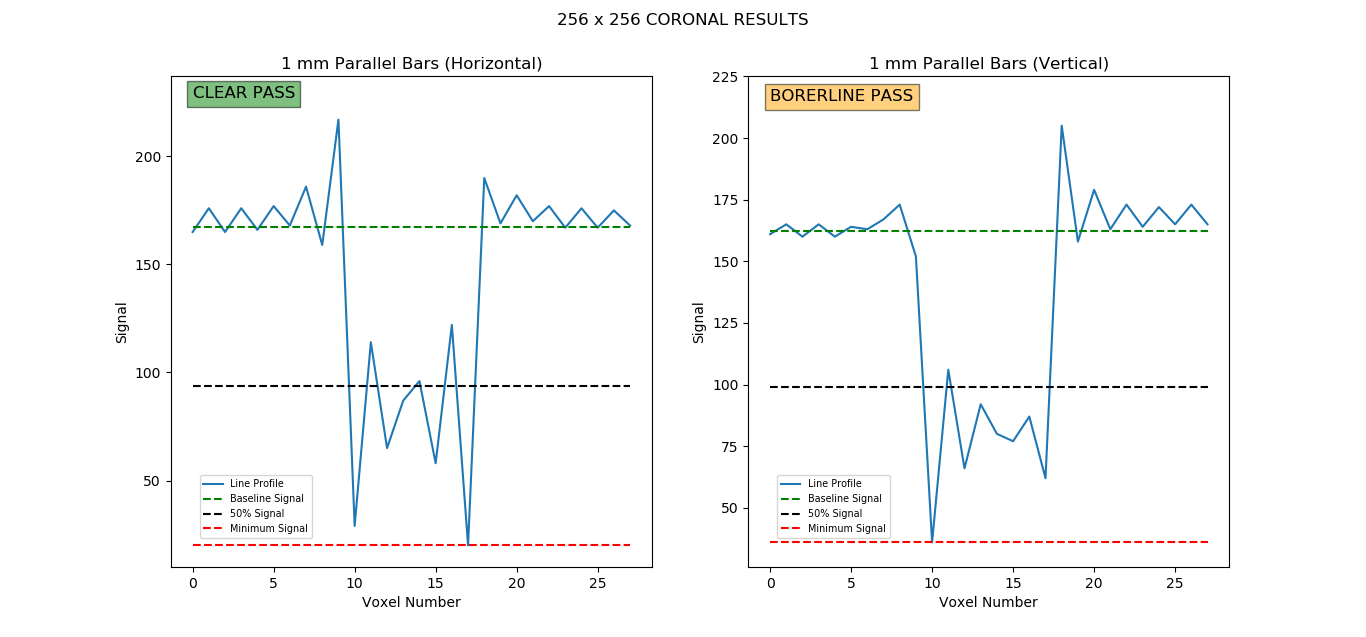 256 x 256 CORONAL RESULTS
1 mm Parallel Bars (Horizontal)
CLEAR PASS
200
150
100
50
Signal
Line Profile
Baseline Signal
50% Signal
Minimum Signal
0 5 10 15 20 25
Voxel Number
1 mm Parallel Bars (Vertical)
BORERLINE PASS
225
200
175
150
125
100
75
50
Signal
Line Profile
Baseline Signal
50% Signal
Minimum Signal
0 5 10 15 20 25
Voxel Number